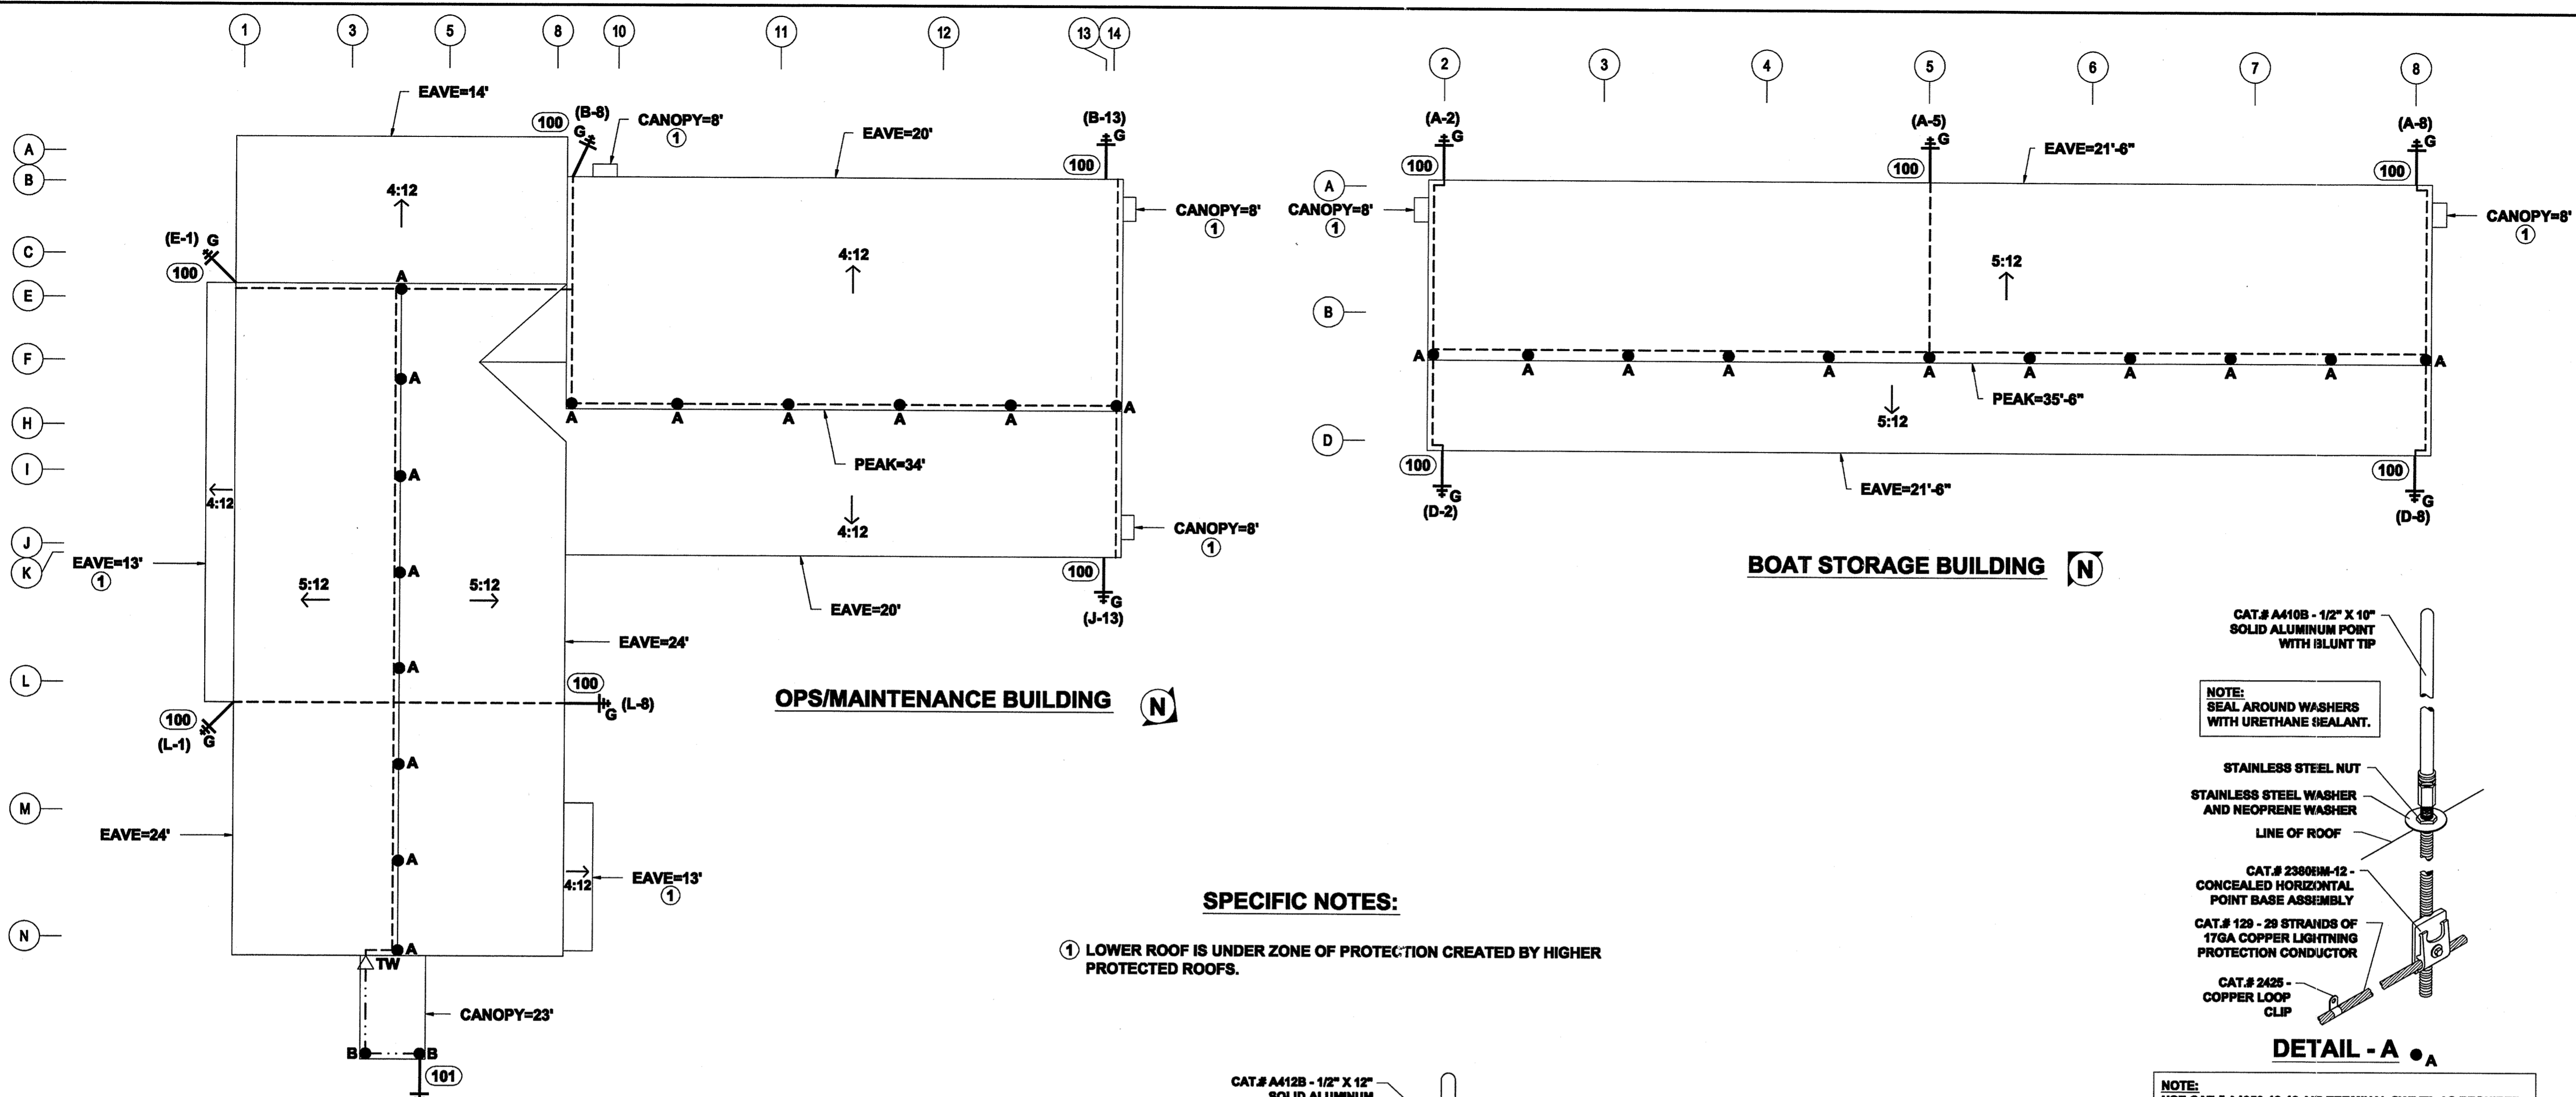 1 3 5 8 10 11 12 13 14
2 3 4 5 6 7 8
A
B
C
E
F
H
I
J
K
L
M
N
EAVE=14'
100 (B-8)
G
CANOPY=8'
1
EAVE=20'
(B-13)
G
100
4:12
CANOPY=8'
1
(E-1) G
100
4:12
A
A
A
A
A
A
A
A
A
A
A
A
A
A
PEAK=34'
4:12
CANOPY=8'
1
4:12
EAVE=13'
1
5:12
5:12
EAVE=20'
100
G
(J-13)
EAVE=24'
100
G (L-8)
100
(L-1) G
OPS/MAINTENANCE BUILDING N
EAVE=24'
4:12
EAVE=13'
1
TW
CANOPY=23'
B
B
101
(A-2)
G
100
(A-5)
G
100
(A-8)
G
100
EAVE=21'-6"
A
B
D
CANOPY=8'
1
CANOPY=8'
1
5:12
A
A
A
A
A
A
A
A
A
A
A
PEAK=35'-6"
5:12
100
G
(D-2)
EAVE=21'-6"
100
G
(D-8)
BOAT STORAGE BUILDING N
SPECIFIC NOTES:
1 LOWER ROOF IS UNDER ZONE OF PROTECTION CREATED BY HIGHER
PROTECTED ROOFS.
CAT.# A412B - 1/2" X 12"
SOLID ALUMINUM
CAT.# A410B - 1/2" X 10"
SOLID ALUMINUM POINT
WITH BLUNT TIP
NOTE:
SEAL AROUND WASHERS
WITH URETHANE SEALANT.
STAINLESS STEEL NUT
STAINLESS STEEL WASHER
AND NEOPRENE WASHER
LINE OF ROOF
CAT.# 2380HM-12 -
CONCEALED HORIZONTAL
POINT BASE ASSEMBLY
CAT.# 129 - 29 STRANDS OF
17GA COPPER LIGHTNING
PROTECTION CONDUCTOR
CAT.# 2425 -
COPPER LOOP
CLIP
DETAIL - A A
NOTE: